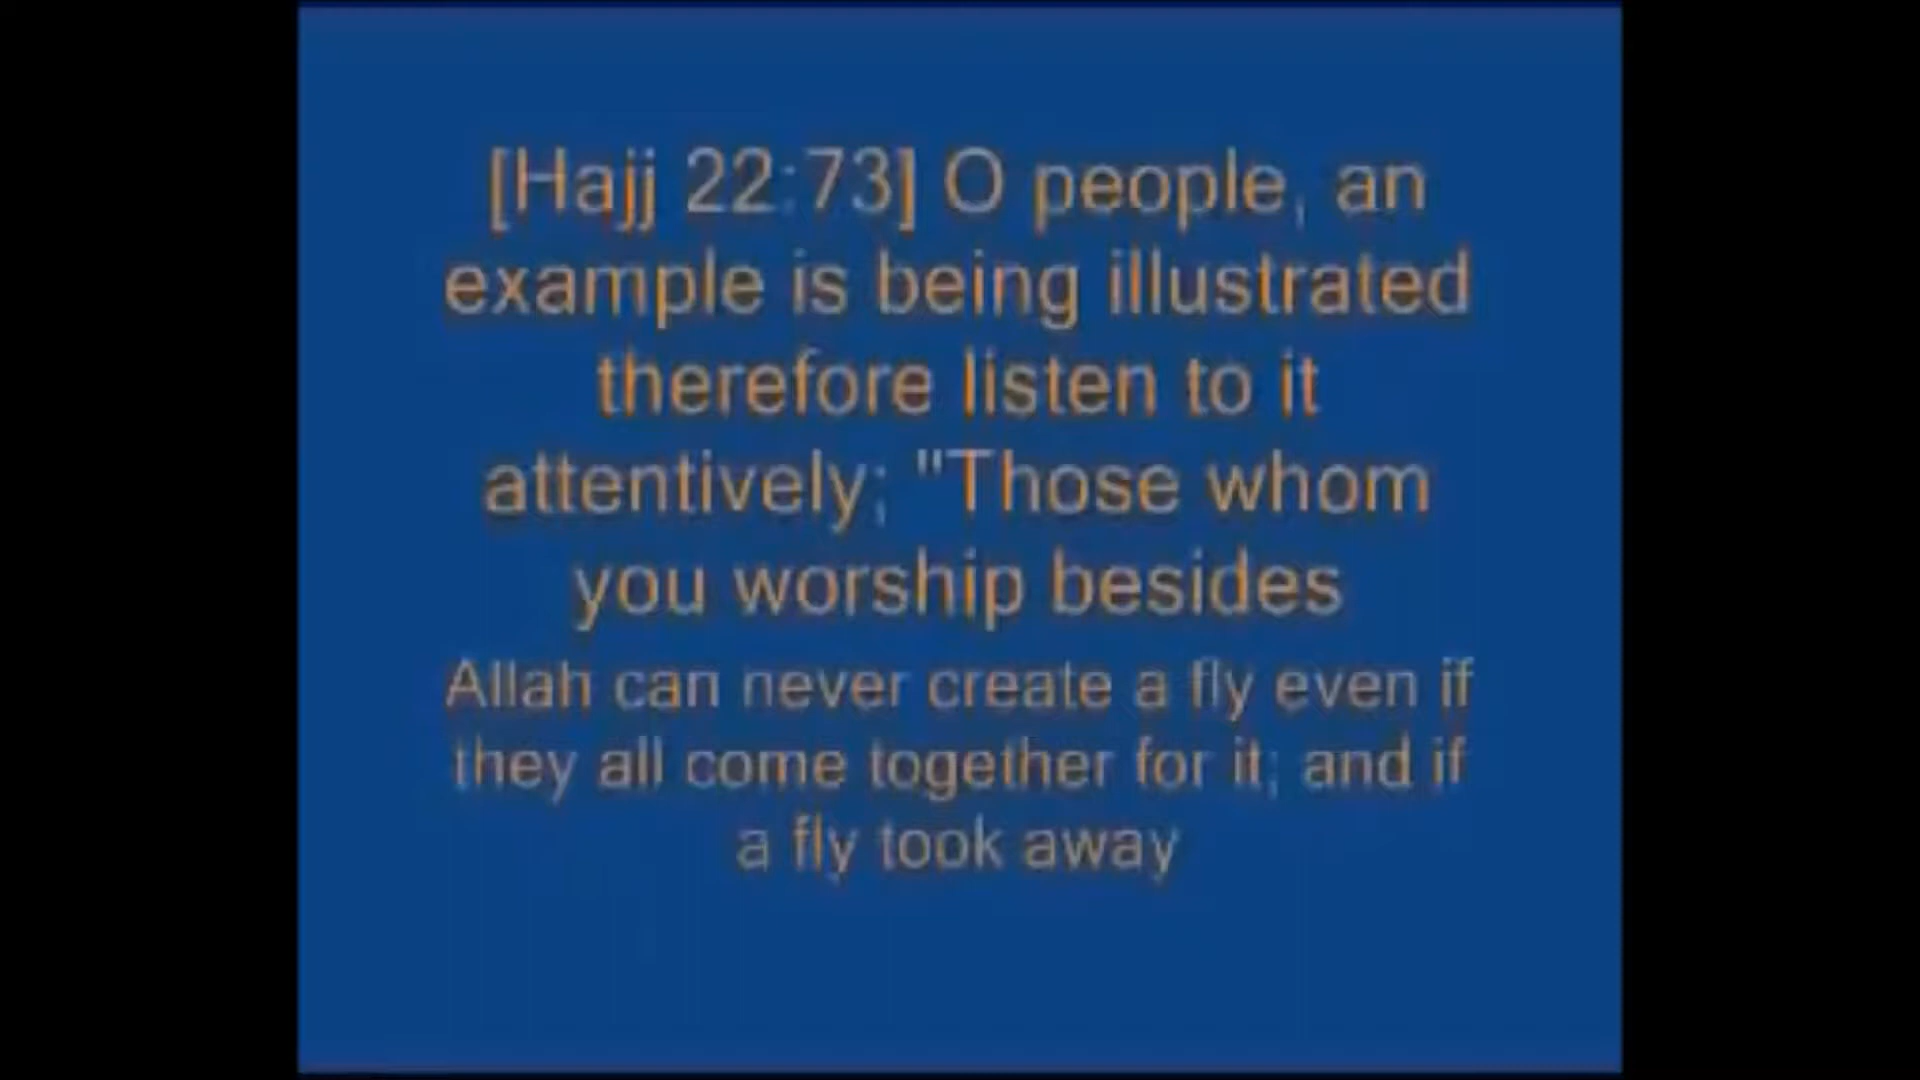 [Hajj 22:73] O people, an
example is being illustrated
therefore listen to it
attentively; "Those whom
you worship besides
Allah can never create a fly even if
they all come together for it; and if
a fly took away